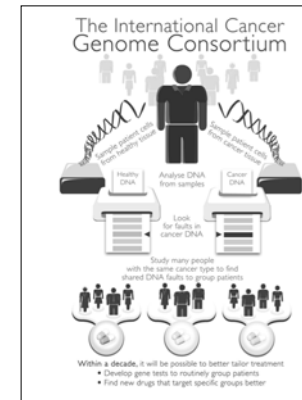 The International Cancer
Genome Consortium
Sample patient cells
from healthy tissue
Sample patient cells
from cancer tissue
Healthy
DNA
Analyse DNA
from samples
Cancer
DNA
Look
for faults in
cancer DNA
Study many people
with the same cancer type to find
shared DNA faults to group patients
Within a decade, it will be possible to better tailor treatment
• Develop gene tests to routinely group patients
• Find new drugs that target specific groups better